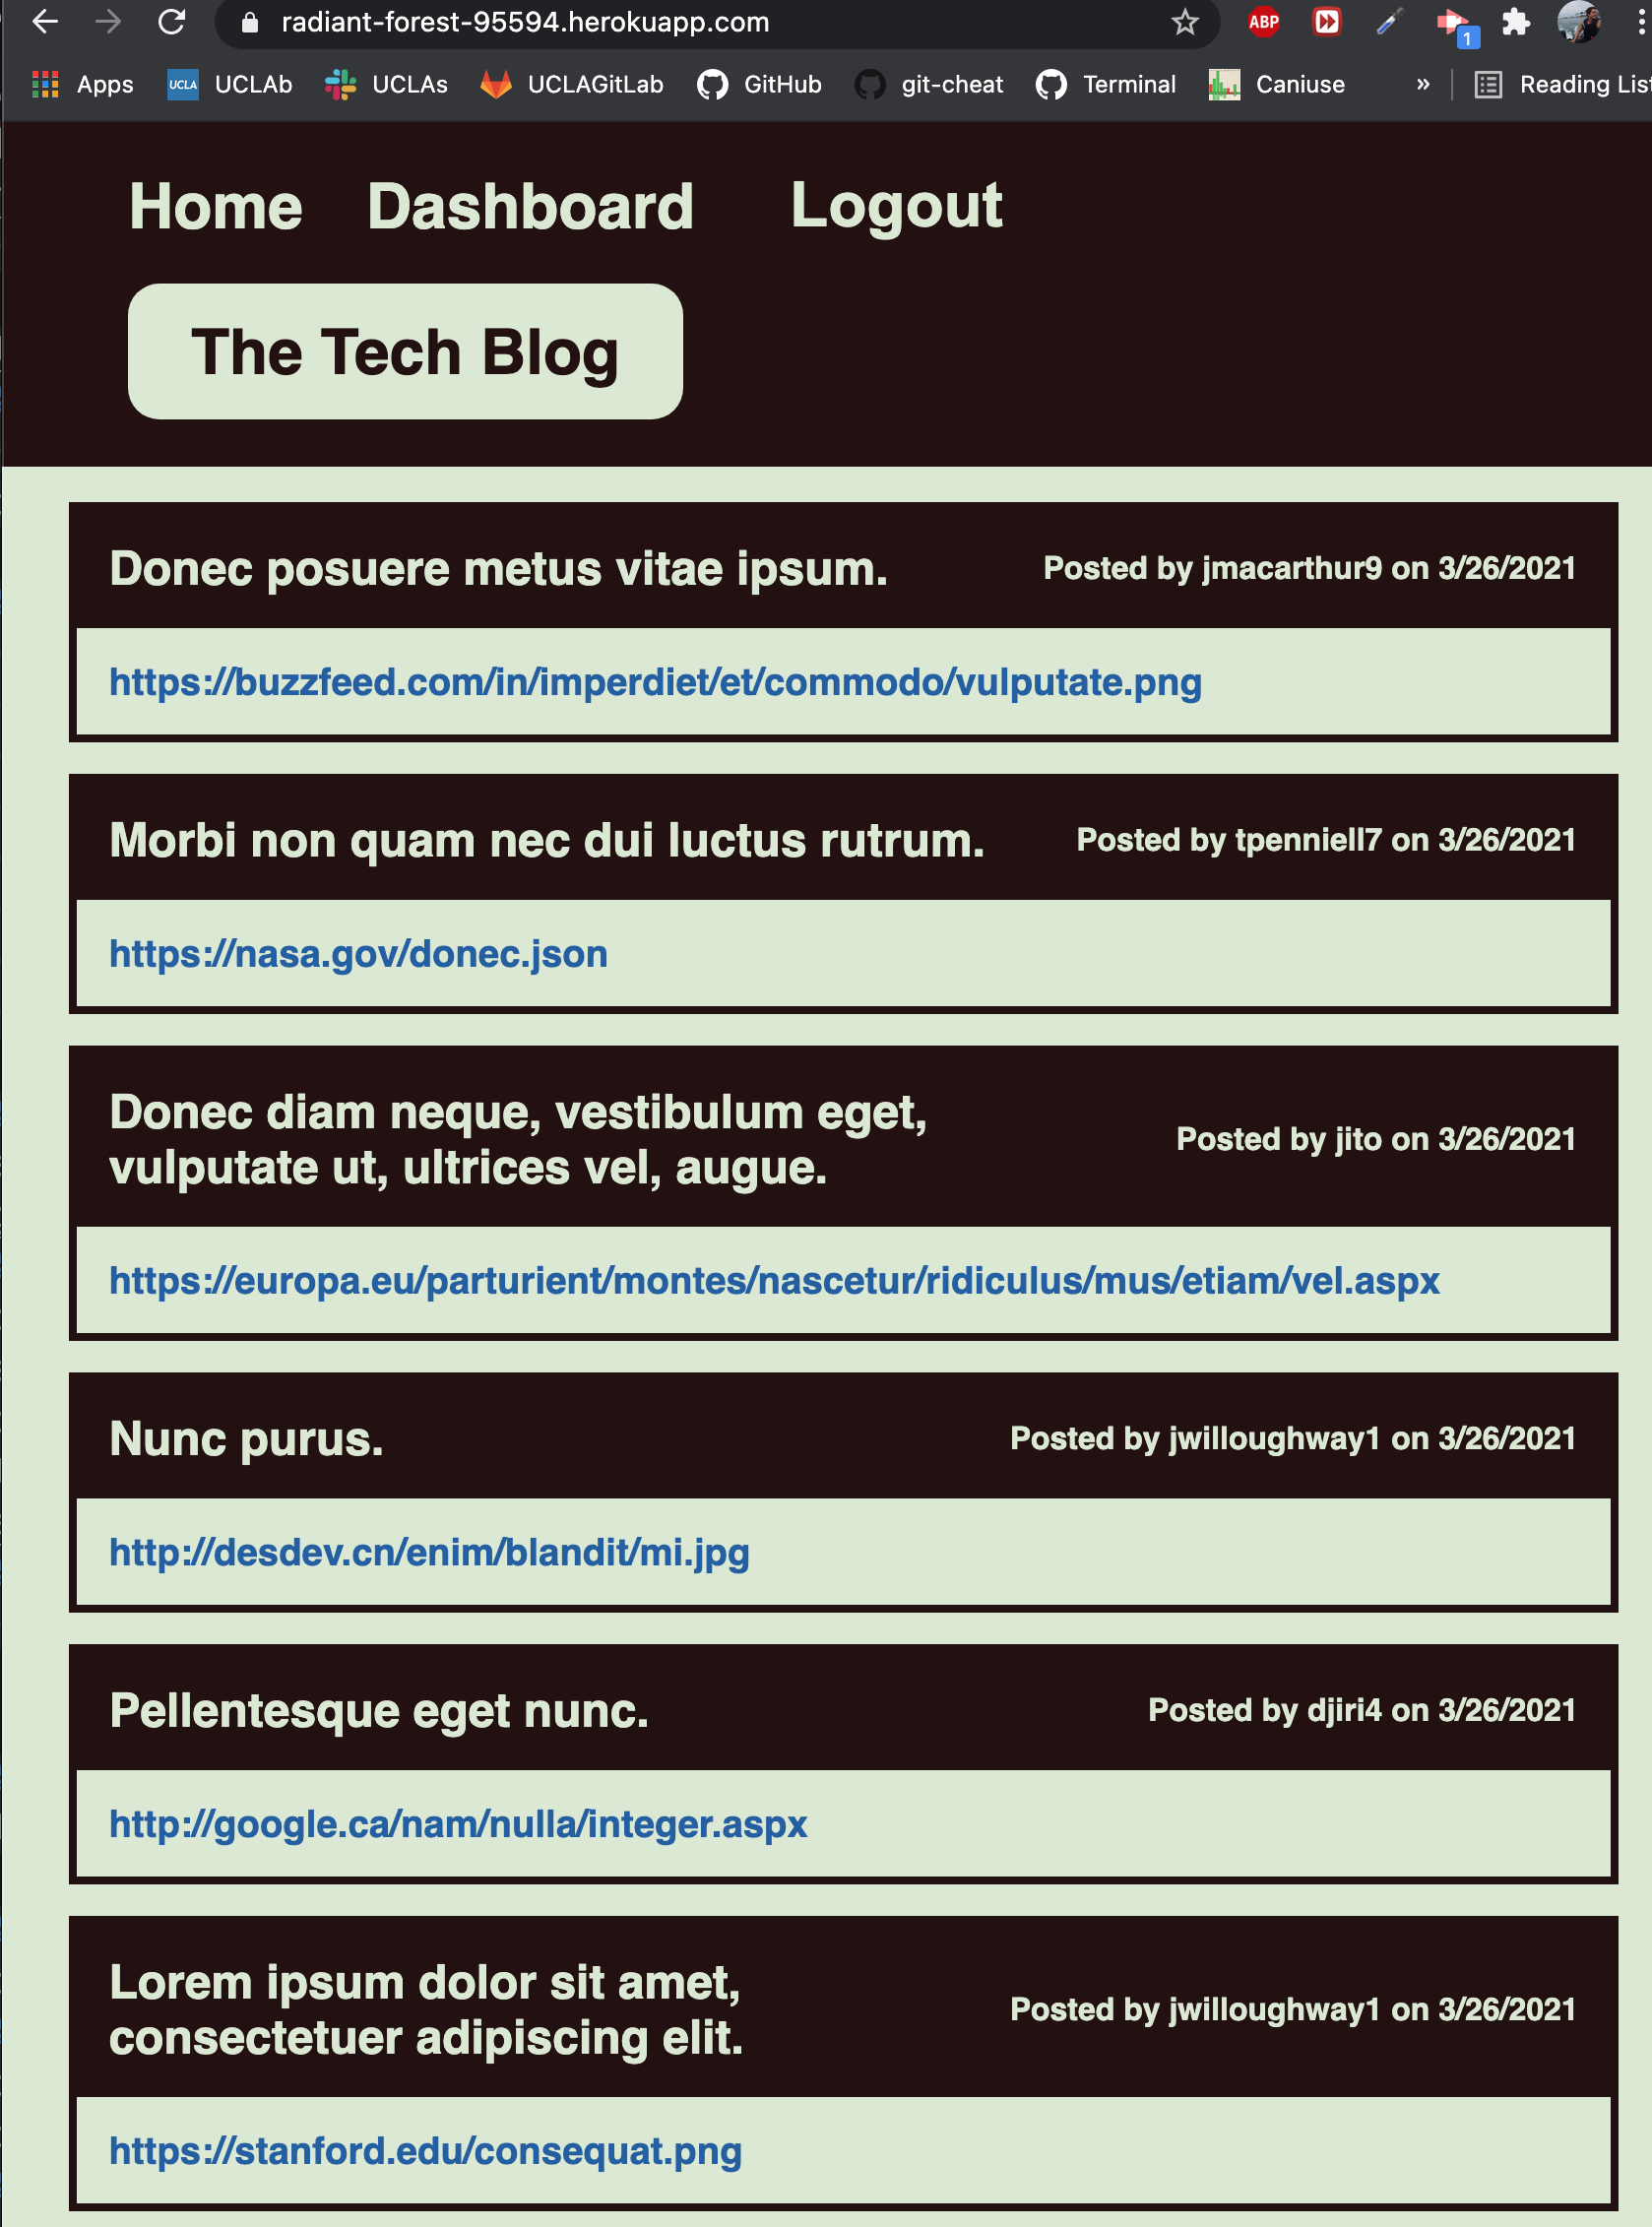 radiant-forest-95594.herokuapp.com ABP 1
Apps UCLA UCLAb UCLAs UCLAGitLab GitHub git-cheat Terminal Caniuse » Reading List
Home Dashboard Logout
The Tech Blog
Donec posuere metus vitae ipsum. Posted by jmacarthur9 on 3/26/2021
https://buzzfeed.com/in/imperdiet/et/commodo/vulputate.png
Morbi non quam nec dui luctus rutrum. Posted by tpenniell7 on 3/26/2021
https://nasa.gov/donec.json
Donec diam neque, vestibulum eget,
vulputate ut, ultrices vel, augue.
Posted by jito on 3/26/2021
https://europa.eu/parturient/montes/nascetur/ridiculus/mus/etiam/vel.aspx
Nunc purus. Posted by jwilloughway1 on 3/26/2021
http://desdev.cn/enim/blandit/mi.jpg
Pellentesque eget nunc. Posted by djiri4 on 3/26/2021
http://google.ca/nam/nulla/integer.aspx
Lorem ipsum dolor sit amet,
consectetuer adipiscing elit.
Posted by jwilloughway1 on 3/26/2021
https://stanford.edu/consequat.png